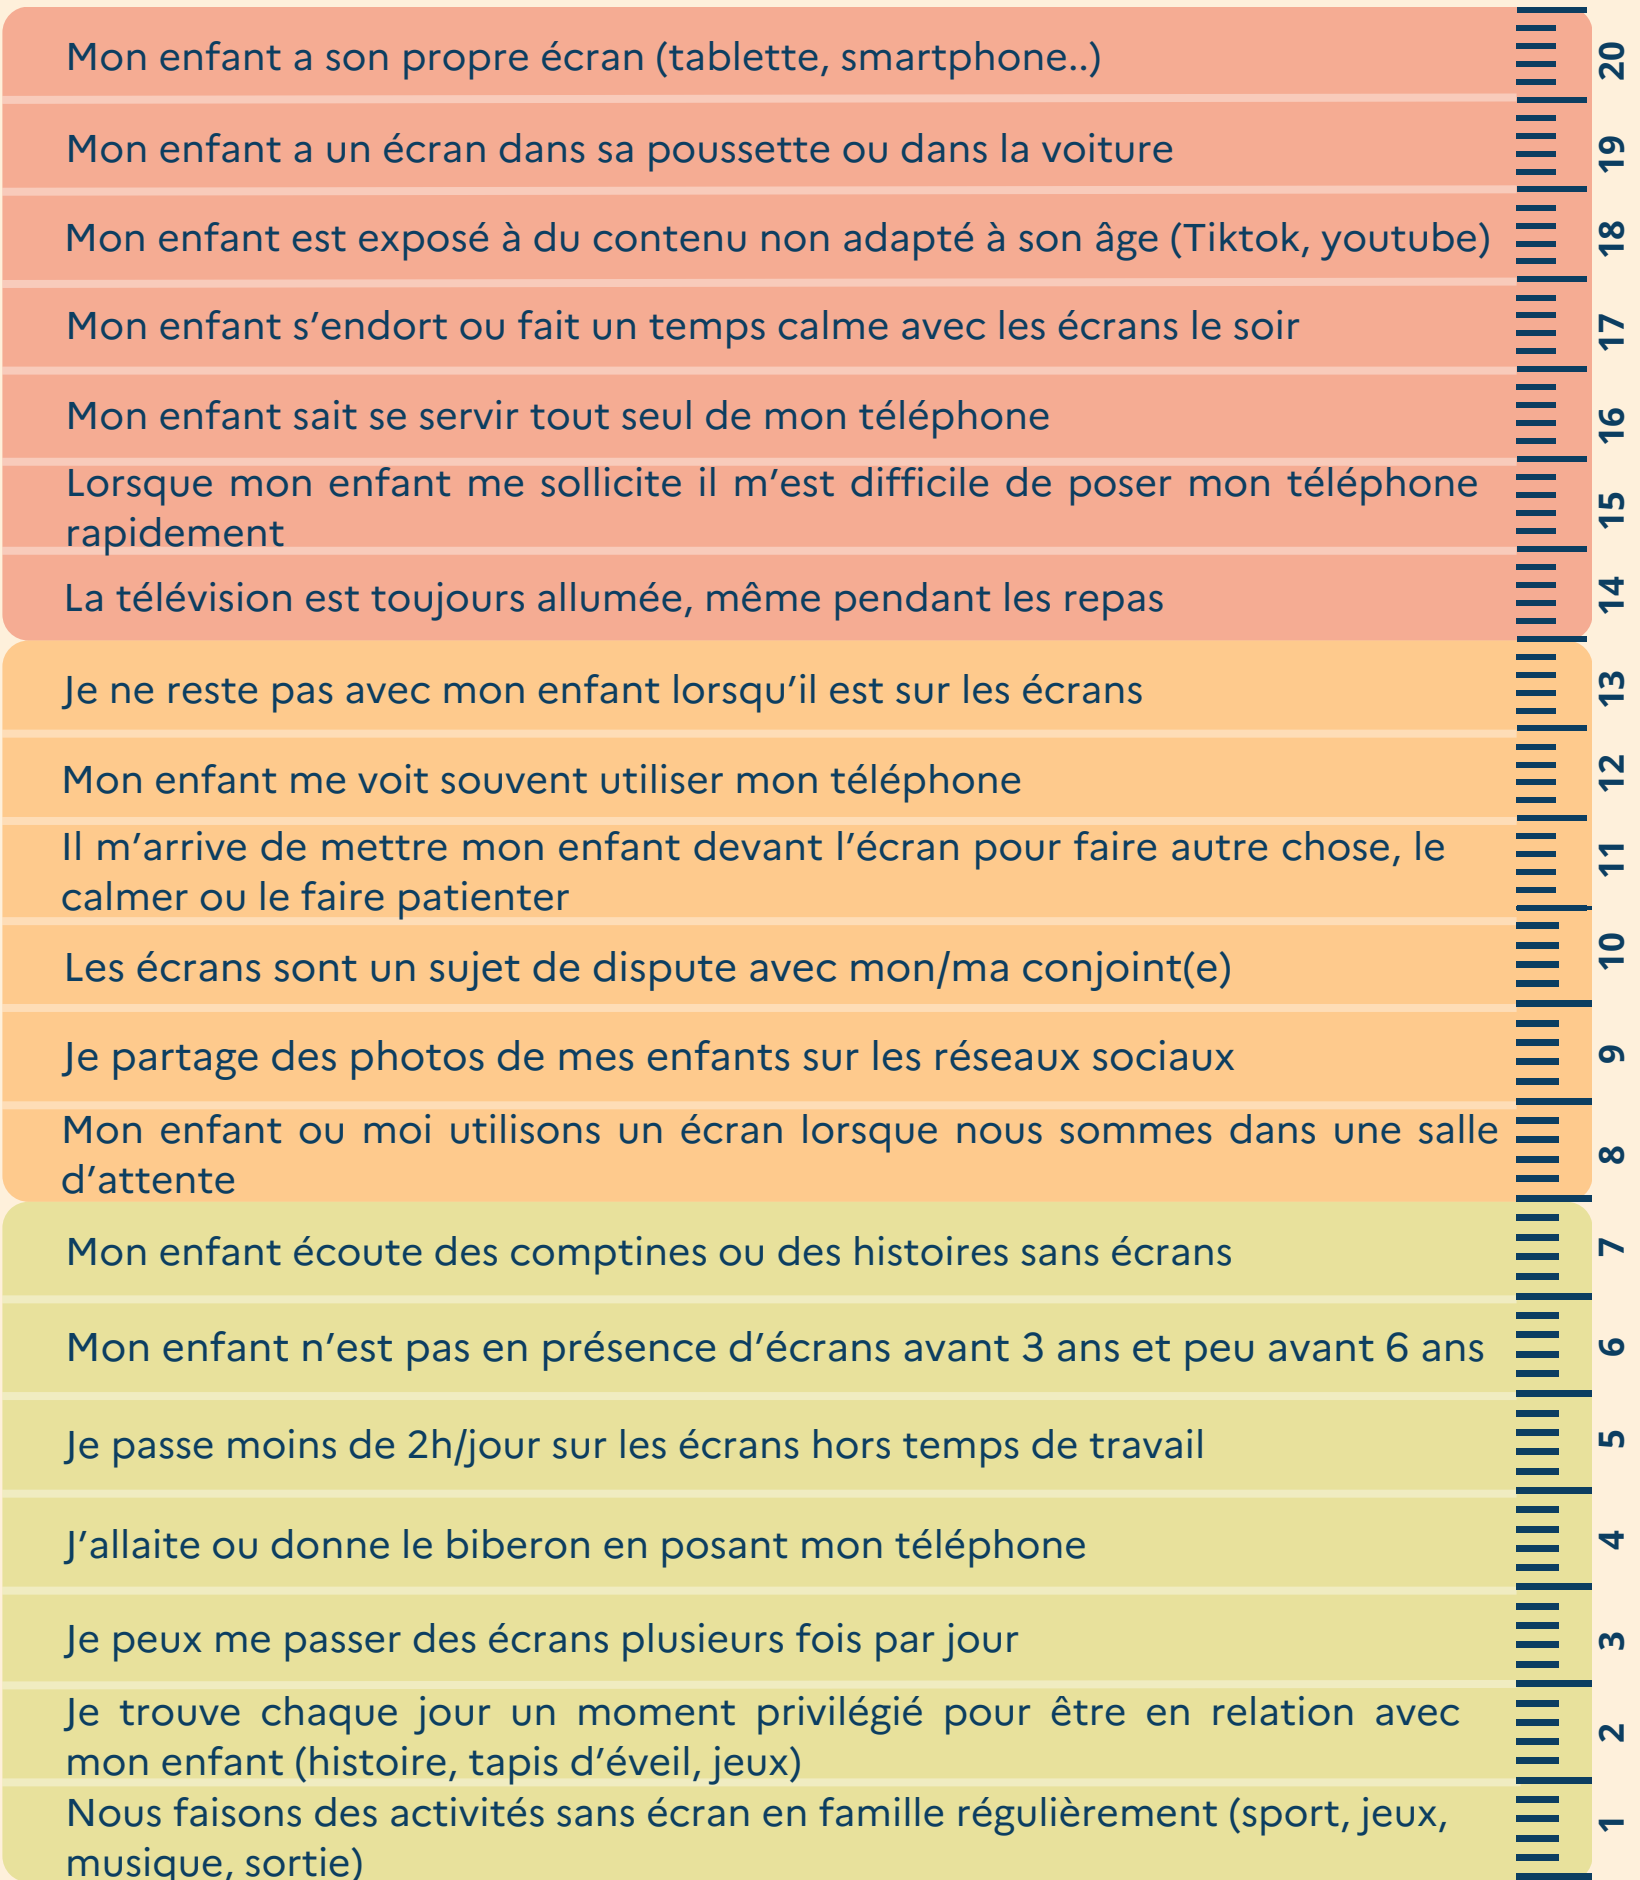 Mon enfant a son propre écran (tablette, smartphone..)
20
Mon enfant a un écran dans sa poussette ou dans la voiture
19
Mon enfant est exposé à du contenu non adapté à son âge (Tiktok, youtube)
18
Mon enfant s’endort ou fait un temps calme avec les écrans le soir
17
Mon enfant sait se servir tout seul de mon téléphone
16
Lorsque mon enfant me sollicite il m’est difficile de poser mon téléphone
rapidement
15
La télévision est toujours allumée, même pendant les repas
14
Je ne reste pas avec mon enfant lorsqu’il est sur les écrans
13
Mon enfant me voit souvent utiliser mon téléphone
12
Il m’arrive de mettre mon enfant devant l’écran pour faire autre chose, le
calmer ou le faire patienter
11
Les écrans sont un sujet de dispute avec mon/ma conjoint(e)
10
Je partage des photos de mes enfants sur les réseaux sociaux
9
Mon enfant ou moi utilisons un écran lorsque nous sommes dans une salle
d’attente
8
Mon enfant écoute des comptines ou des histoires sans écrans
7
Mon enfant n’est pas en présence d’écrans avant 3 ans et peu avant 6 ans
6
Je passe moins de 2h/jour sur les écrans hors temps de travail
5
J’allaite ou donne le biberon en posant mon téléphone
4
Je peux me passer des écrans plusieurs fois par jour
3
Je trouve chaque jour un moment privilégié pour être en relation avec
mon enfant (histoire, tapis d’éveil, jeux)
2
Nous faisons des activités sans écran en famille régulièrement (sport, jeux,
musique, sortie)
1